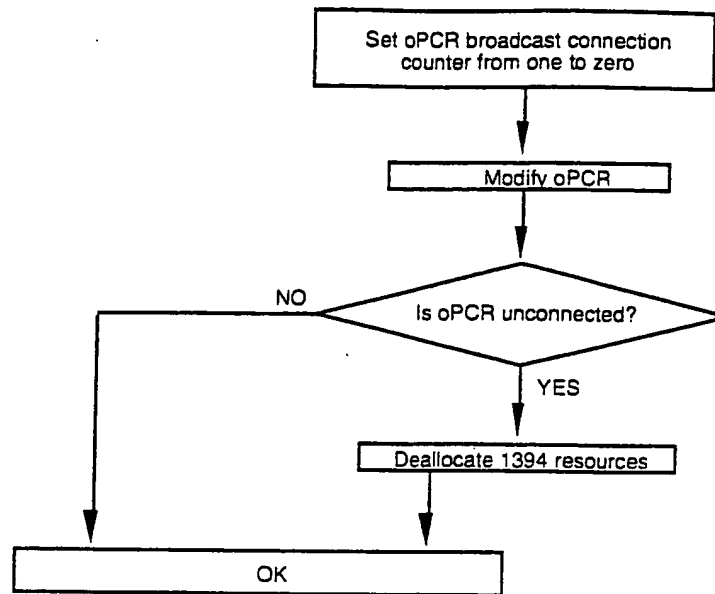 Set oPCR broadcast connection
counter from one to zero
Modify oPCR
NO
Is oPCR unconnected?
YES
Deallocate 1394 resources
OK